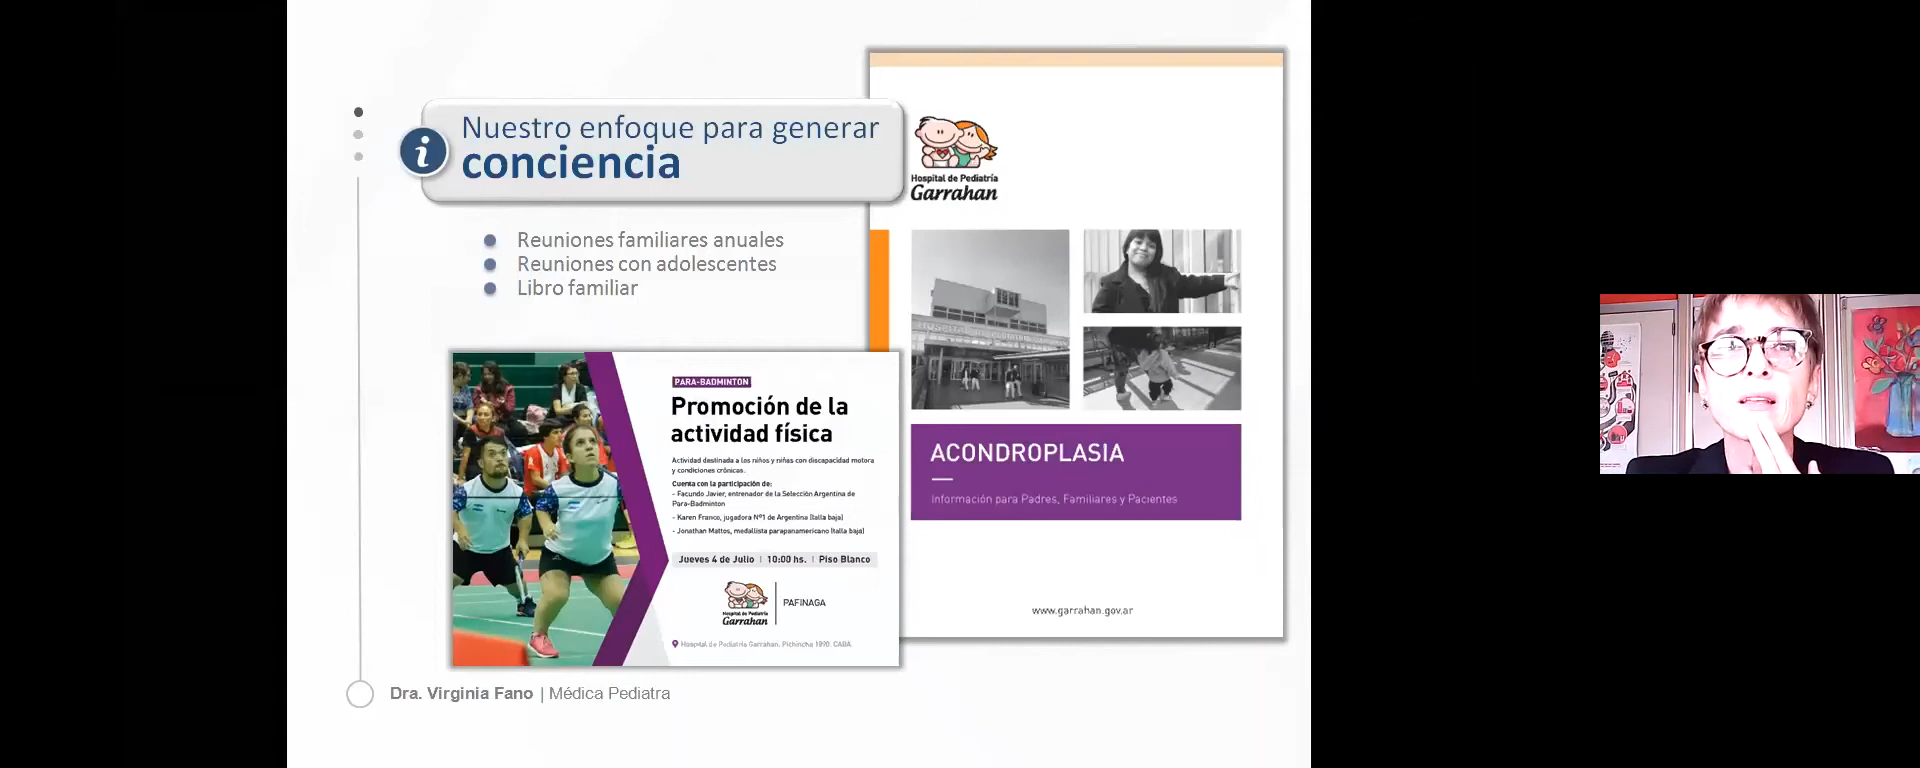 Nuestro enfoque para generar
conciencia
Reuniones familiares anuales
Reuniones con adolescentes
Libro familiar
PARA-BADMINTON
Promoción de la
actividad física
Actividad destinada a los niños y niñas con discapacidad motora
y condiciones crónicas.
Cuenta con la participación de:
- Facundo Javier, entrenador de la Selección Argentina de
Para-Badminton
- Karen Franco, jugadora Nº1 de Argentina (talla baja)
- Jonathan Mattos, medallista parapanamericano (talla baja)
Jueves 4 de Julio | 10:00 hs. | Piso Blanco
Hospital de Pediatría
Garrahan
PAFINAGA
Hospital de Pediatría Garrahan. Pichincha 1890. CABA
Hospital de Pediatría
Garrahan
ACONDROPLASIA
Información para Padres, Familiares y Pacientes
www.garrahan.gov.ar
Dra. Virginia Fano | Médica Pediatra